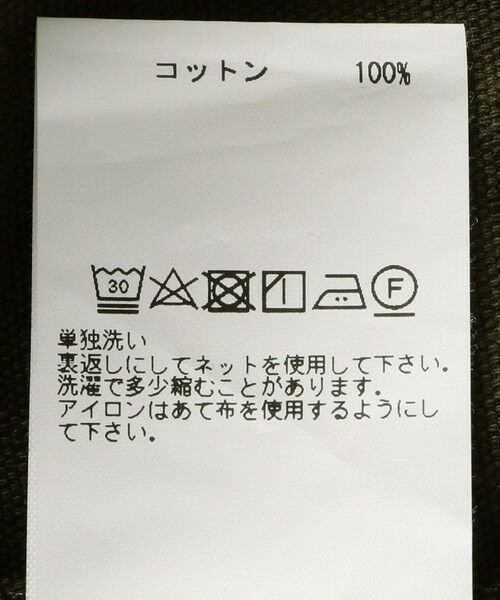 コットン 100%
30 F
単独洗い
裏返しにしてネットを使用して下さい。
洗濯で多少縮むことがあります。
アイロンはあて布を使用するようにし
て下さい。